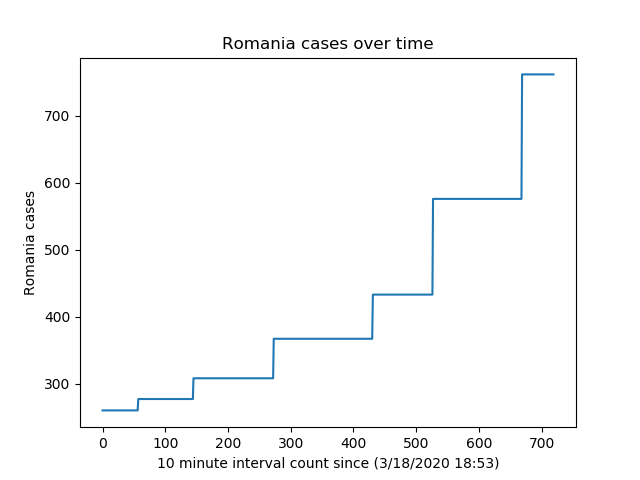 Romania cases over time
700
600
500
400
300
Romania cases
0 100 200 300 400 500 600 700
10 minute interval count since (3/18/2020 18:53)